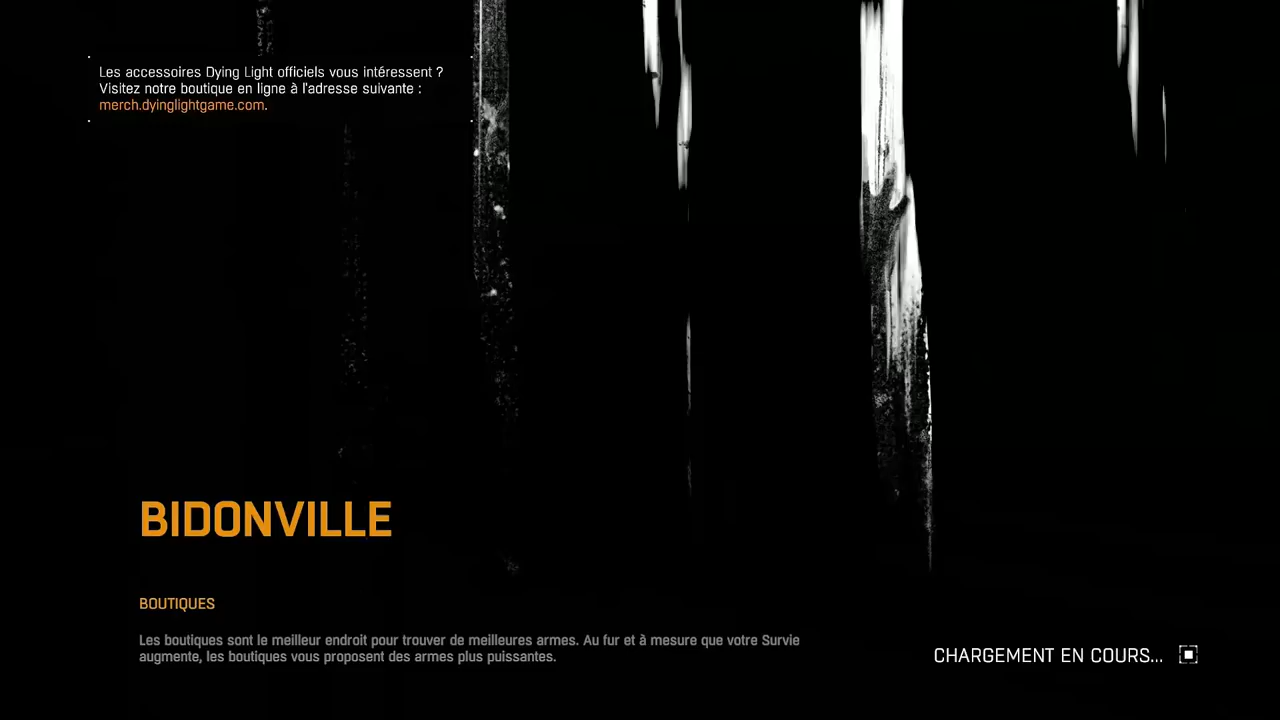 Les accessoires Dying Light officiels vous intéressent ?
Visitez notre boutique en ligne à l'adresse suivante :
merch.dyinglightgame.com.
BIDONVILLE
BOUTIQUES
Les boutiques sont le meilleur endroit pour trouver de meilleures armes. Au fur et à mesure que votre Survie
augmente, les boutiques vous proposent des armes plus puissantes.
CHARGEMENT EN COURS...